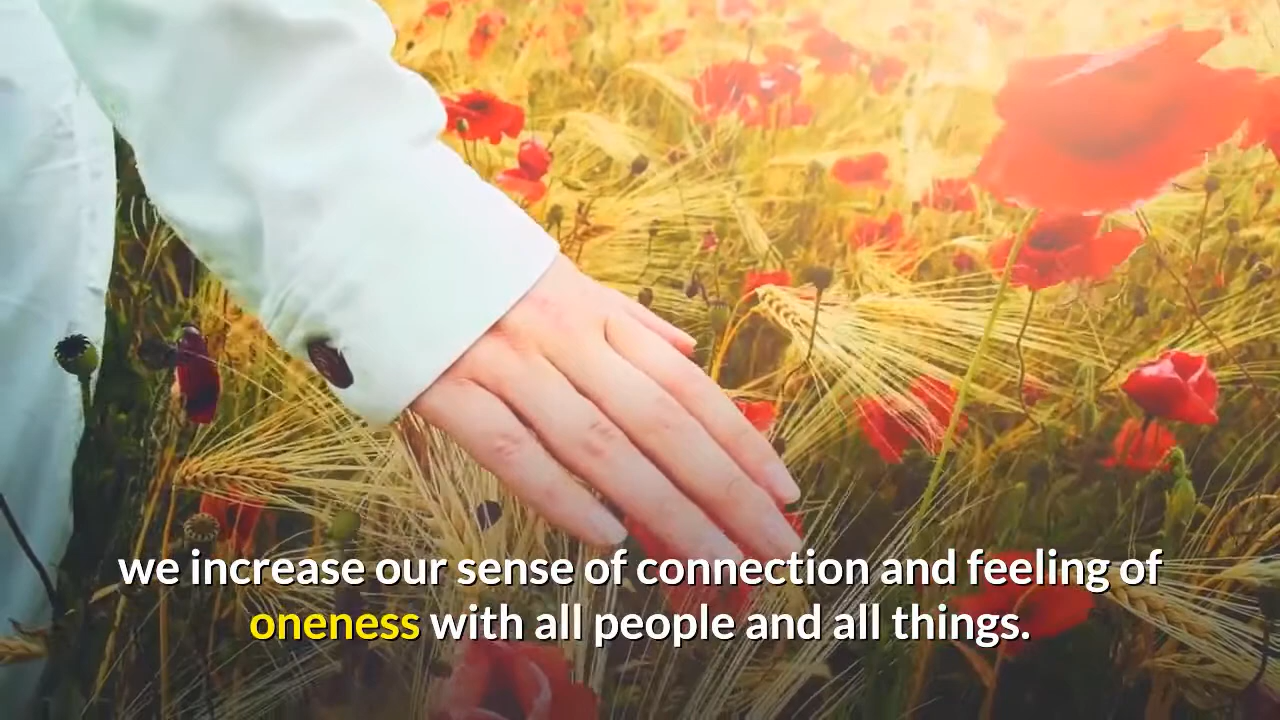 we increase our sense of connection and feeling of
oneness with all people and all things.